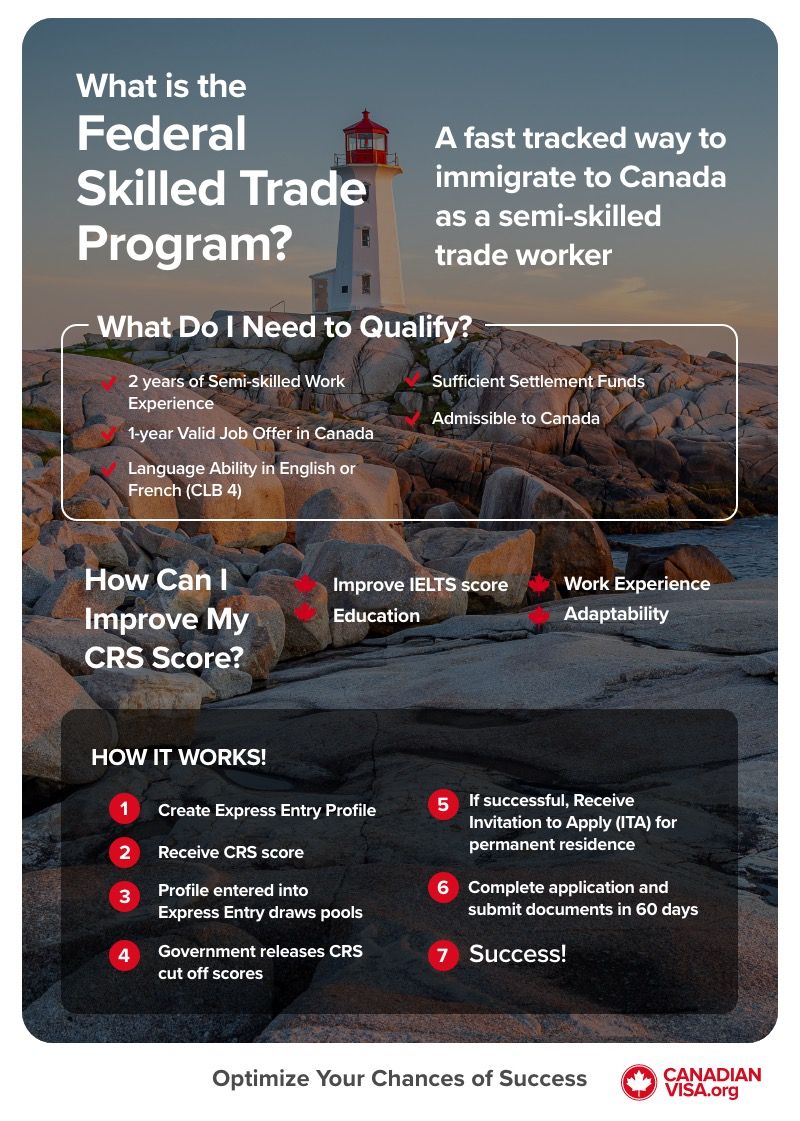 What is the
Federal
Skilled Trade
Program?
A fast tracked way to
immigrate to Canada
as a semi-skilled
trade worker
What Do I Need to Qualify?
2 years of Semi-skilled Work
Experience
1-year Valid Job Offer in Canada
Language Ability in English or
French (CLB 4)
Sufficient Settlement Funds
Admissible to Canada
How Can I
Improve My
CRS Score?
Improve IELTS score
Education
Work Experience
Adaptability
HOW IT WORKS!
1 Create Express Entry Profile
2 Receive CRS score
3 Profile entered into
Express Entry draws pools
4 Government releases CRS
cut off scores
5 If successful, Receive
Invitation to Apply (ITA) for
permanent residence
6 Complete application and
submit documents in 60 days
7 Success!
Optimize Your Chances of Success
CANADIAN
VISA.org